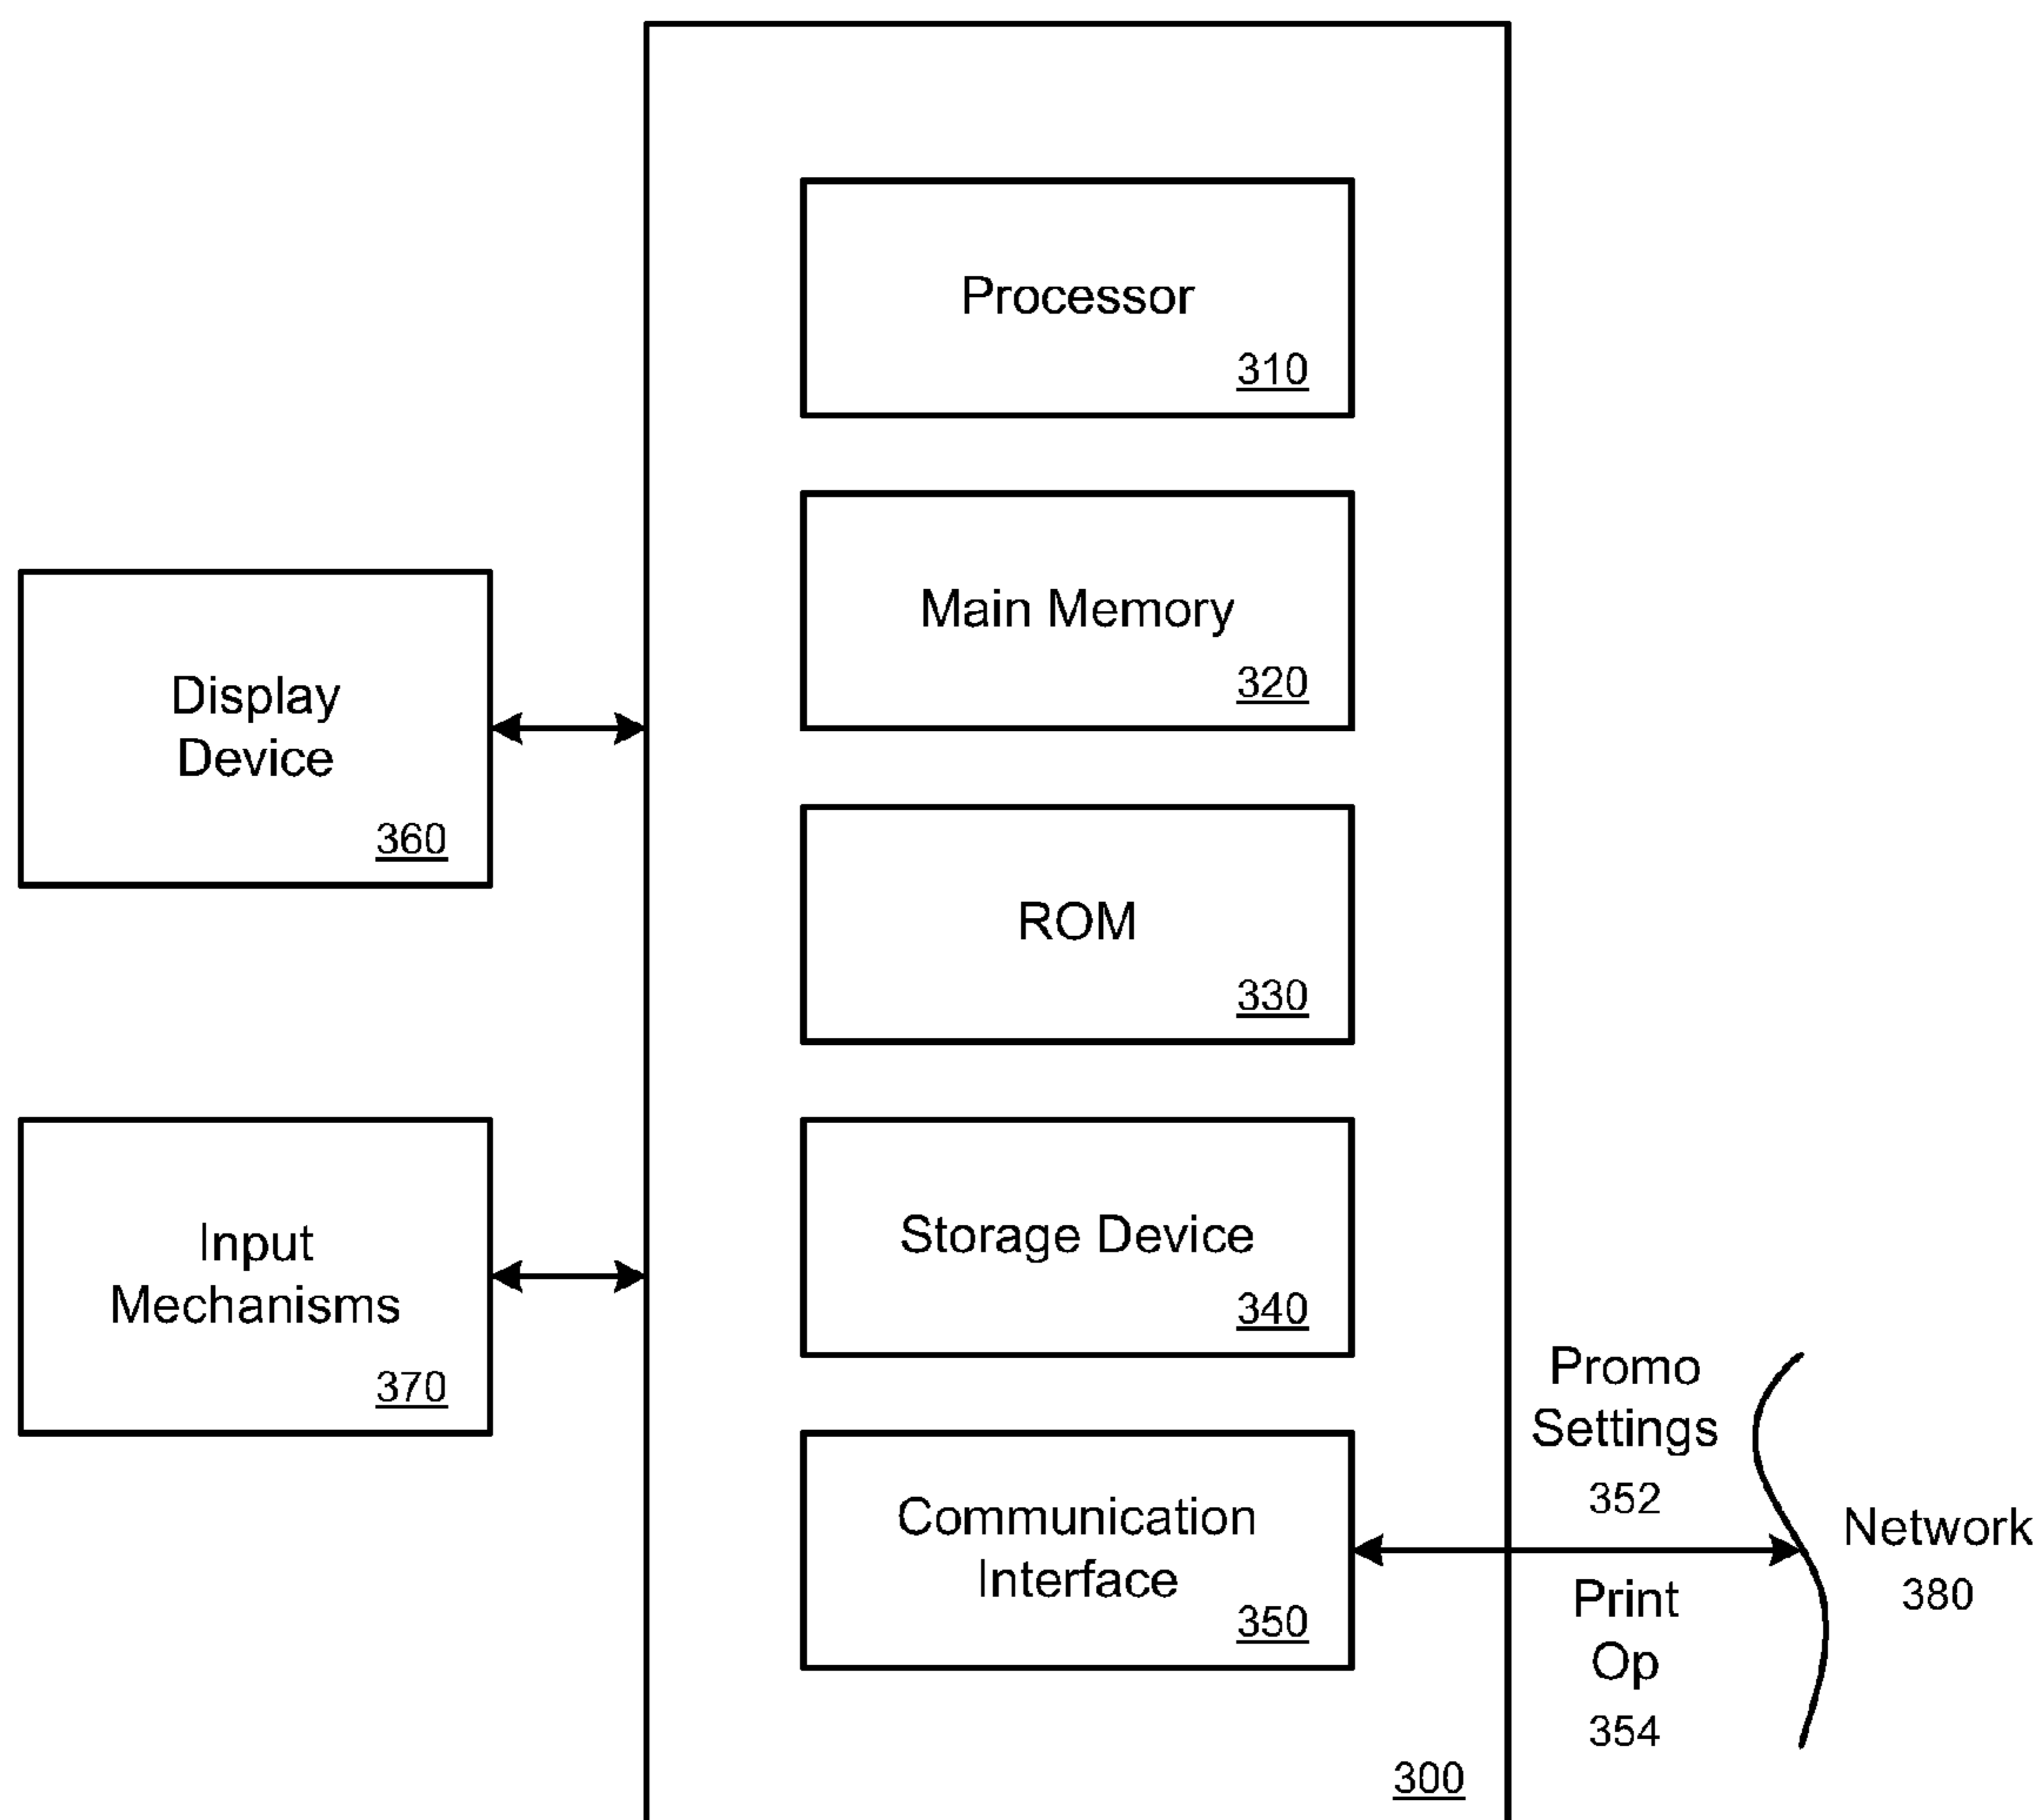 Processor
310
Main Memory
320
Display
Device
360
ROM
330
Storage Device
340
Input
Mechanisms
370
Communication
Interface
350
Promo
Settings
352
Network
380
Print
Op
354
300